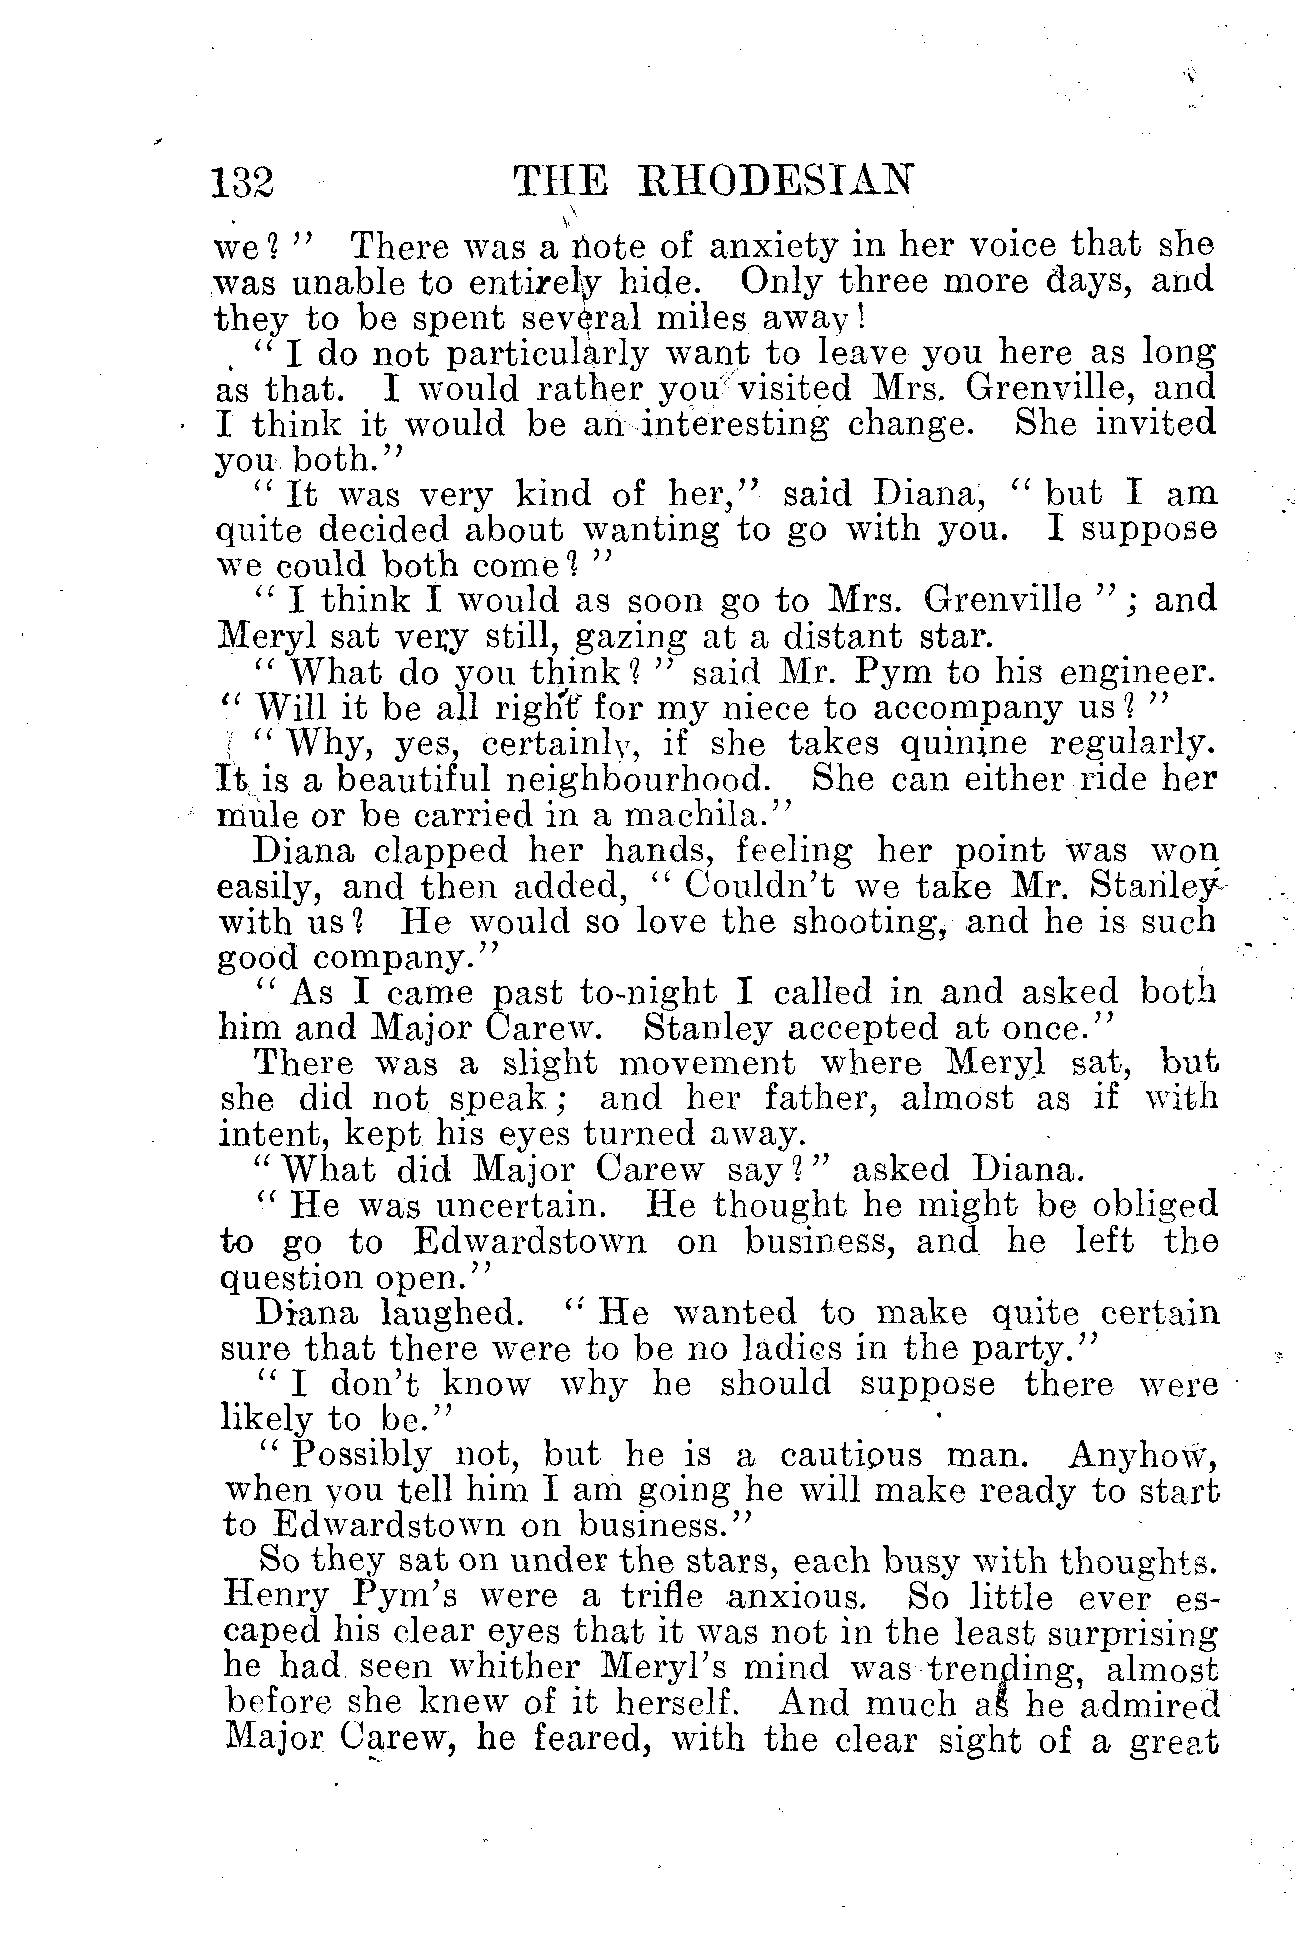 132 THE RHODESIAN
we? " There was a note of anxiety in her voice that she
was unable to entirely hide. Only three more days, and
they to be spent several miles away!
" I do not particularly want to leave you here as long
as that. I would rather you visited Mrs. Grenville, and
I think it would be an interesting change. She invited
you both."
" It was very kind of her," said Diana, " but I am
quite decided about wanting to go with you. I suppose
we could both come? "
" I think I would as soon go to Mrs. Grenville " ; and
Meryl sat very still, gazing at a distant star.
" What do you think? " said Mr. Pym to his engineer.
" Will it be all right for my niece to accompany us? "
" Why, yes, certainly, if she takes quinine regularly.
It is a beautiful neighbourhood. She can either ride her
mule or be carried in a machila."
Diana clapped her hands, feeling her point was won
easily, and then added, " Couldn't we take Mr. Stanley
with us? He would so love the shooting, and he is such
good company."
" As I came past to-night I called in and asked both
him and Major Carew. Stanley accepted at once."
There was a slight movement where Meryl sat, but
she did not speak ; and her father, almost as if with
intent, kept his eyes turned away.
" What did Major Carew say? " asked Diana.
" He was uncertain. He thought he might be obliged
to go to Edwardstown on business, and he left the
question open."
Diana laughed. " He wanted to make quite certain
sure that there were to be no ladies in the party."
" I don't know why he should suppose there were
likely to be."
" Possibly not, but he is a cautious man. Anyhow,
when you tell him I am going he will make ready to start
to Edwardstown on business."
So they sat on under the stars, each busy with thoughts.
Henry Pym's were a trifle anxious. So little ever es-
caped his clear eyes that it was not in the least surprising
he had seen whither Meryl's mind was trending, almost
before she knew of it herself. And much as he admired
Major Carew, he feared, with the clear sight of a great